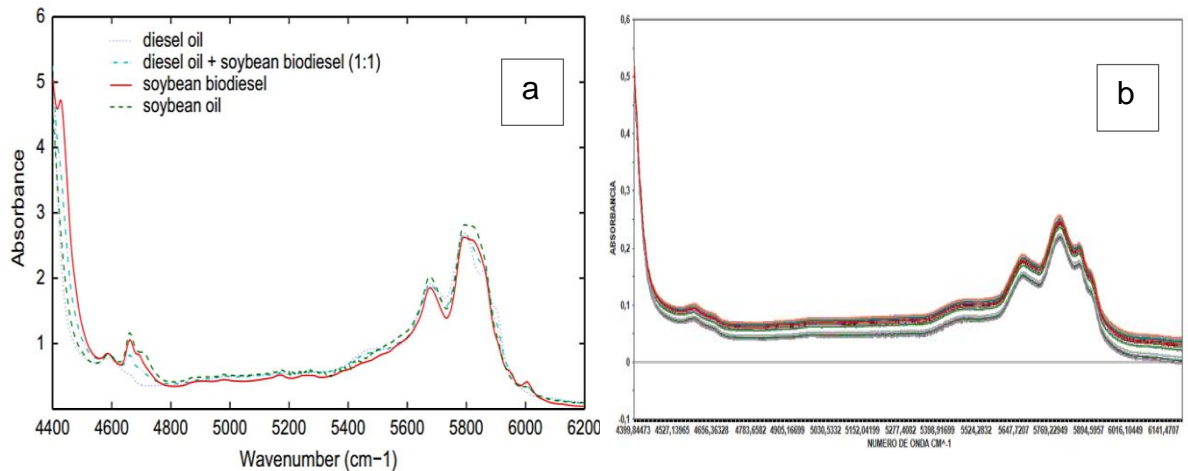 6
5
4
3
2
1
Absorbance
diesel oil
diesel oil + soybean biodiesel (1:1)
soybean biodiesel
soybean oil
a
4400 4600 4800 5000 5200 5400 5600 5800 6000 6200
Wavenumber (cm−1)
0,6
0,5
0,4
0,3
0,2
0,1
0
-0,1
ABSORBANCIA
b
4399,84473 4527,13965 4656,36328 4783,6592 4905,16699 5030,5332 5152,04199 5277,4082 5398,91699 5524,2832 5647,7207 5769,22949 5894,5957 6016,10449 6141,4707
NUMERO DE ONDA CM^-1